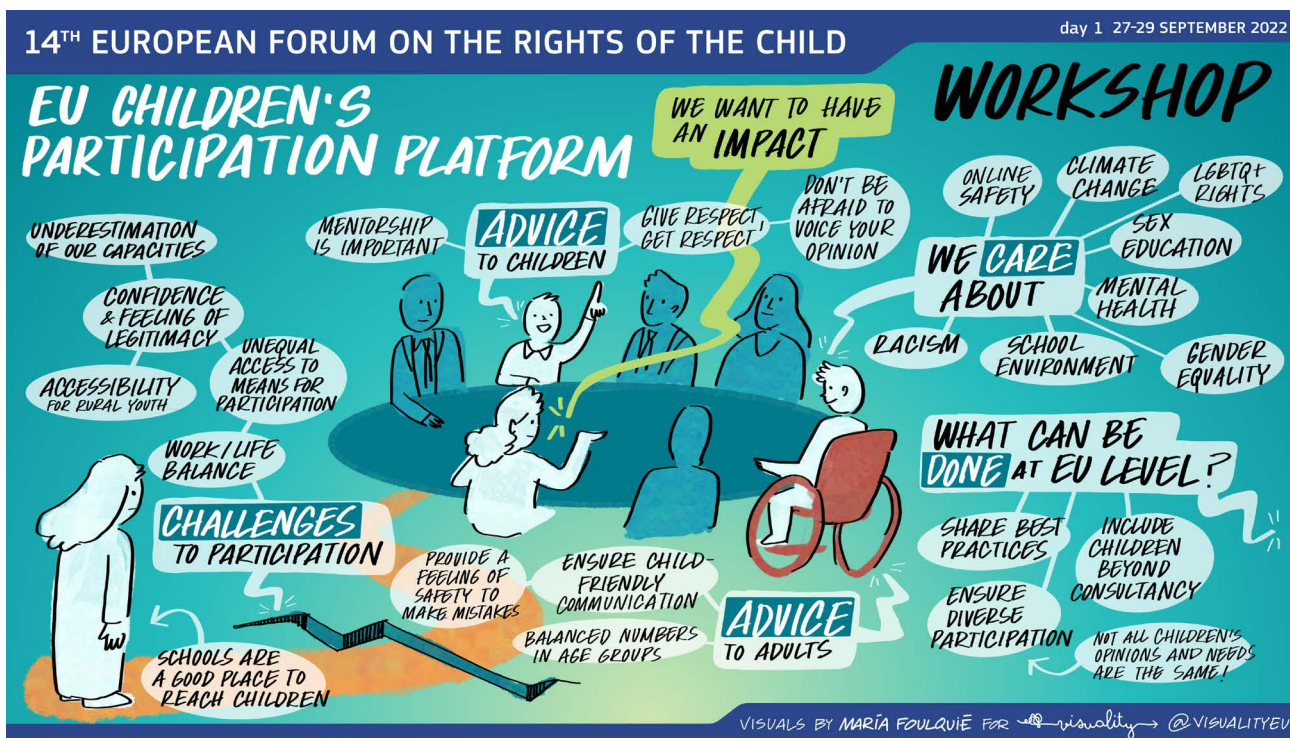 14TH EUROPEAN FORUM ON THE RIGHTS OF THE CHILD
day 1 27-29 SEPTEMBER 2022
EU CHILDREN'S
PARTICIPATION PLATFORM
WE WANT TO HAVE
AN IMPACT
WORKSHOP
UNDERESTIMATION
OF OUR CAPACITIES
CONFIDENCE
& FEELING OF
LEGITIMACY
UNEQUAL
ACCESS TO
MEANS FOR
PARTICIPATION
ACCESSIBILITY
FOR RURAL YOUTH
WORK/LIFE
BALANCE
CHALLENGES
TO PARTICIPATION
SCHOOLS ARE
A GOOD PLACE TO
REACH CHILDREN
MENTORSHIP
IS IMPORTANT
ADVICE
TO CHILDREN
GIVE RESPECT,
GET RESPECT
DON'T BE
AFRAID TO
VOICE YOUR
OPINION
ONLINE
SAFETY
CLIMATE
CHANGE
LGBTQ+
RIGHTS
SEX
EDUCATION
WE CARE
ABOUT
MENTAL
HEALTH
RACISM
SCHOOL
ENVIRONMENT
GENDER
EQUALITY
WHAT CAN BE
DONE AT EU LEVEL?
SHARE BEST
PRACTICES
INCLUDE
CHILDREN
BEYOND
CONSULTANCY
ENSURE
DIVERSE
PARTICIPATION
NOT ALL CHILDREN'S
OPINIONS AND NEEDS
ARE THE SAME!
PROVIDE A
FEELING OF
SAFETY TO
MAKE MISTAKES
ENSURE CHILD-
FRIENDLY
COMMUNICATION
BALANCED NUMBERS
IN AGE GROUPS
ADVICE
TO ADULTS
VISUALS BY MARÍA FOULQUIÉ FOR visuality @VISUALITYEU